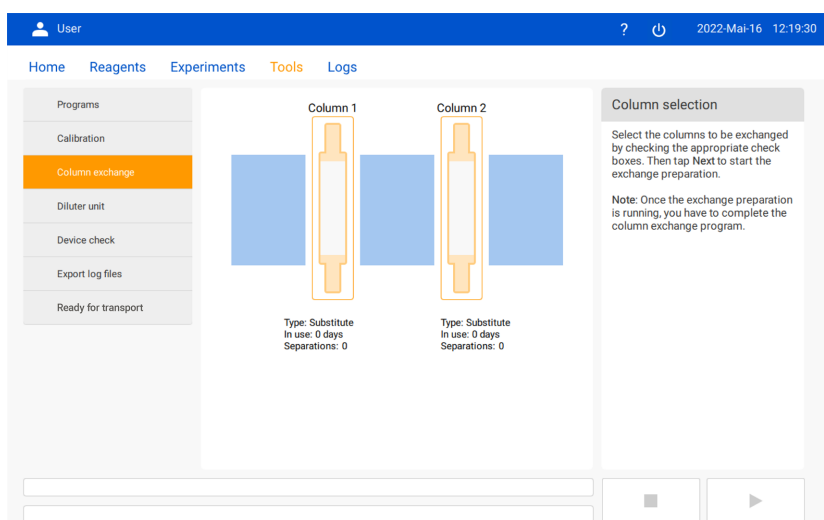 User
? 2022-Mai-16 12:19:30
Home Reagents Experiments Tools Logs
Programs
Calibration
Column exchange
Diluter unit
Device check
Export log files
Ready for transport
Column 1
Type: Substitute
In use: 0 days
Separations: 0
Column 2
Type: Substitute
In use: 0 days
Separations: 0
Column selection
Select the columns to be exchanged
by checking the appropriate check
boxes. Then tap Next to start the
exchange preparation.
Note: Once the exchange preparation
is running, you have to complete the
column exchange program.